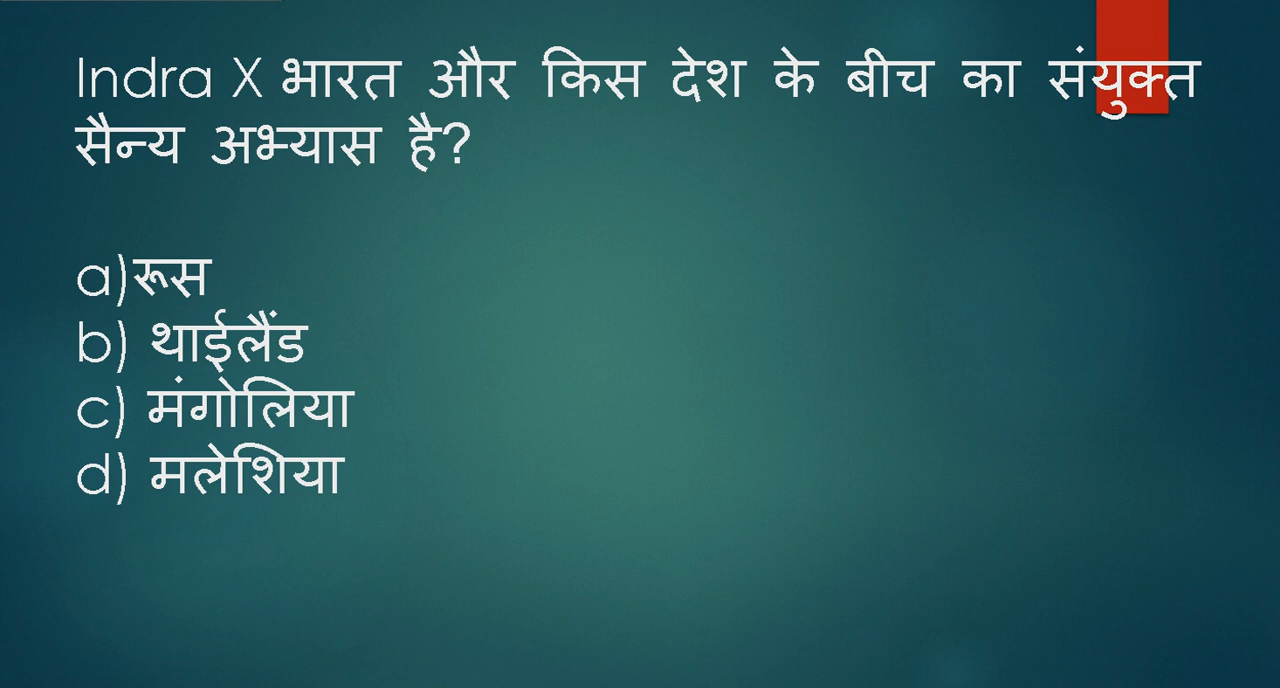 Indra X भारत और किस देश के बीच का संयुक्त
सैन्य अभ्यास है?
a)रूस
b) थाईलैंड
c) मंगोलिया
d) मलेशिया